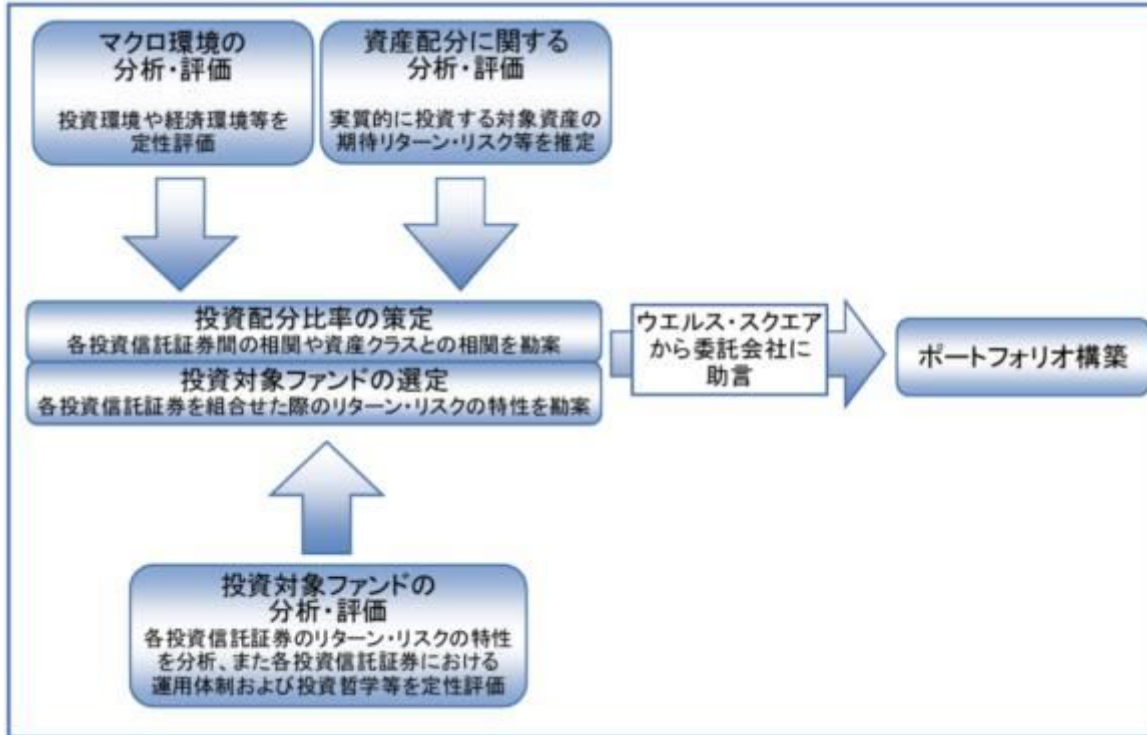 マクロ環境の
分析・評価
投資環境や経済環境等を
定性評価
資産配分に関する
分析・評価
実質的に投資する対象資産の
期待リターン・リスク等を推定
投資配分比率の策定
各投資信託証券間の相関や資産クラスとの相関を勘案
投資対象ファンドの選定
各投資信託証券を組合せた際のリターン・リスクの特性を勘案
ウエルス・スクエア
から委託会社に
助言
ポートフォリオ構築
投資対象ファンドの
分析・評価
各投資信託証券のリターン・リスクの特性
を分析、また各投資信託証券における
運用体制および投資哲学等を定性評価